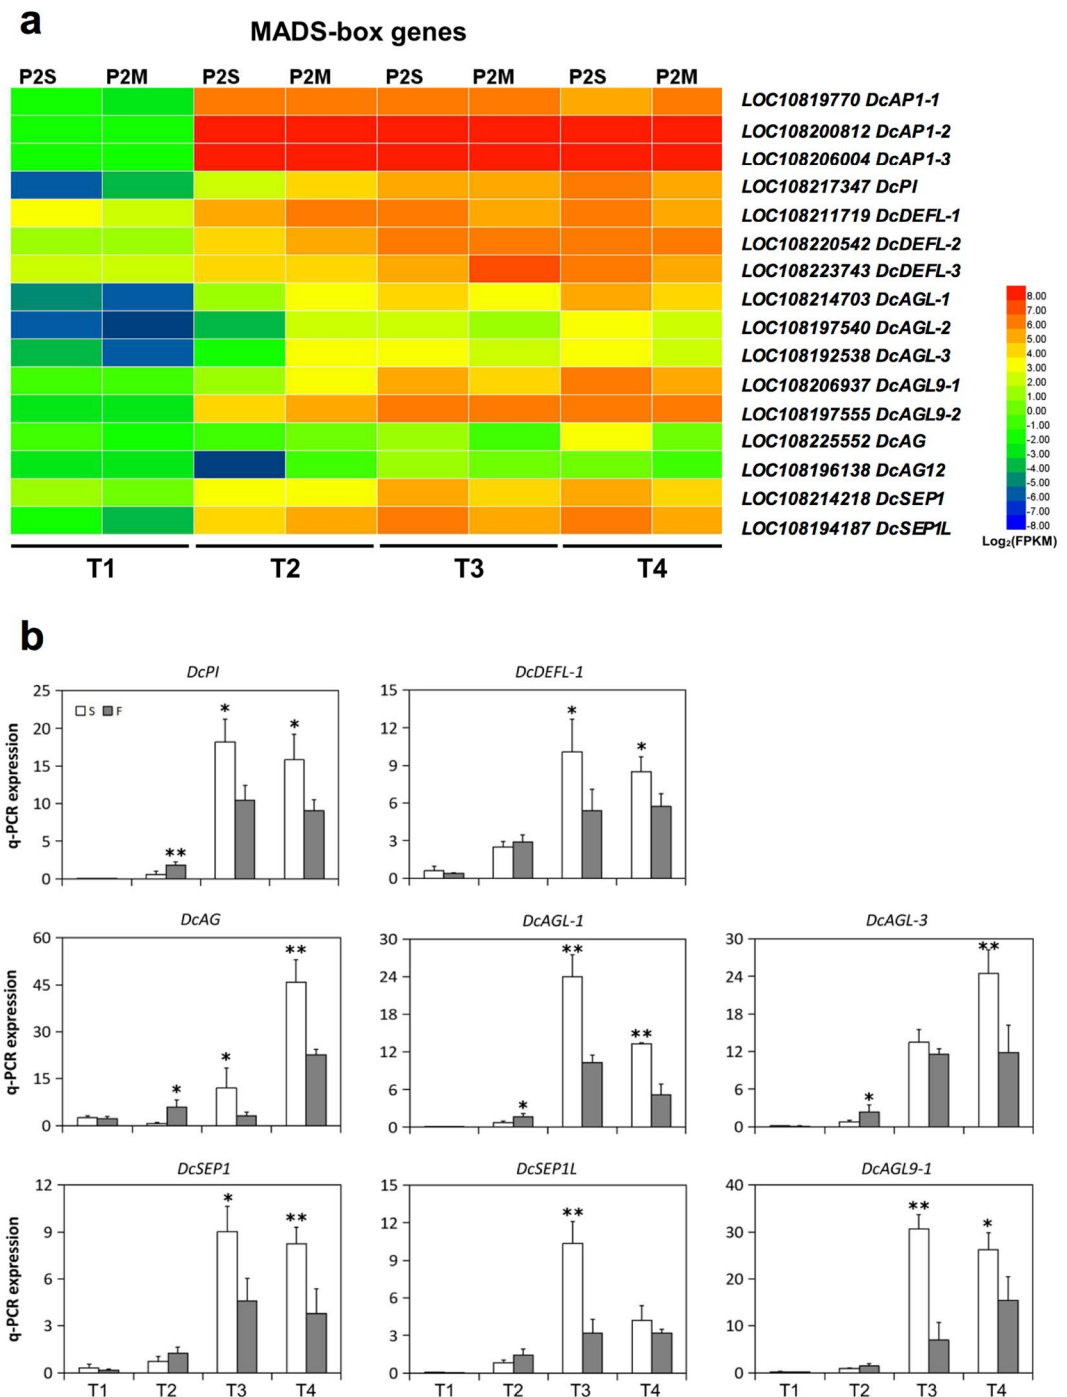 a
MADS-box genes
P2S P2M P2S P2M P2S P2M P2S P2M
LOC10819770 DcAP1-1
LOC108200812 DcAP1-2
LOC108206004 DcAP1-3
LOC108217347 DcPI
LOC108211719 DcDEFL-1
LOC108220542 DcDEFL-2
LOC108223743 DcDEFL-3
LOC108214703 DcAGL-1
LOC108197540 DcAGL-2
LOC108192538 DcAGL-3
LOC108206937 DcAGL9-1
LOC108197555 DcAGL9-2
LOC108225552 DcAG
LOC108196138 DcAG12
LOC108214218 DcSEP1
LOC108194187 DcSEP1L
8.00
7.00
6.00
5.00
4.00
3.00
2.00
1.00
0.00
-1.00
-2.00
-3.00
-4.00
-5.00
-6.00
-7.00
-8.00
Log₂(FPKM)
T1 T2 T3 T4
b
DcPI
q-PCR expression
25
20
15
10
5
0
S F
** * *
DcDEFL-1
15
12
9
6
3
0
* *
DcAG
q-PCR expression
60
45
30
15
0
* * **
DcAGL-1
30
24
18
12
6
0
* ** **
DcAGL-3
30
24
18
12
6
0
* **
DcSEP1
q-PCR expression
12
9
6
3
0
* **
T1 T2 T3 T4
DcSEP1L
15
12
9
6
3
0
**
T1 T2 T3 T4
DcAGL9-1
40
30
20
10
0
** *
T1 T2 T3 T4